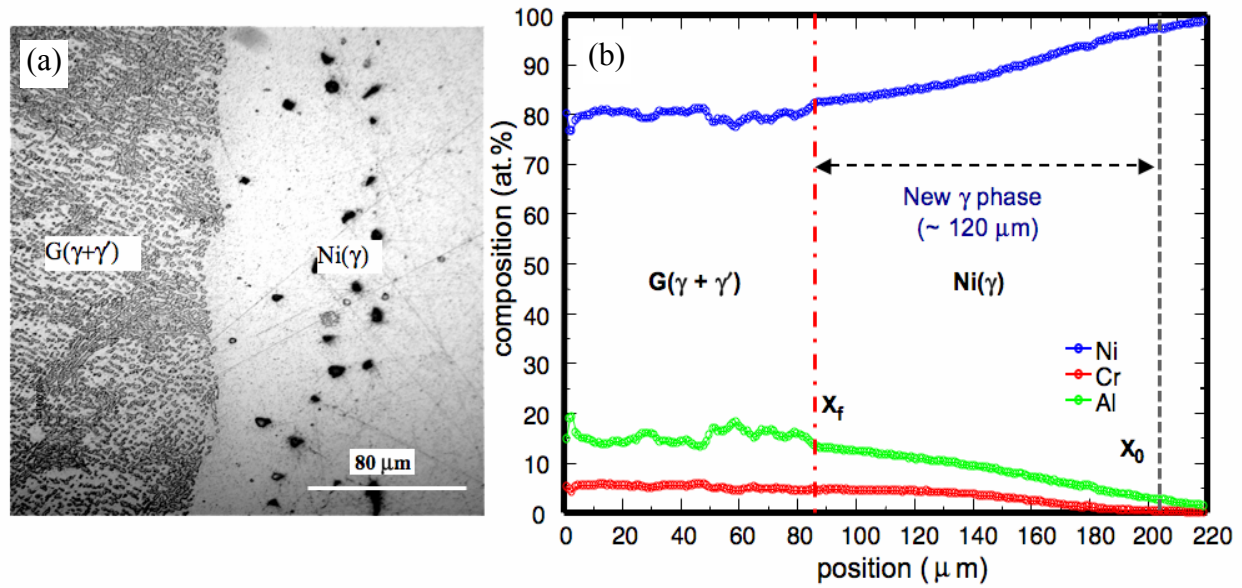 (a)
G(γ+γ′)
Ni(γ)
80 μm
(b)
composition (at.%)
100
90
80
70
60
50
40
30
20
10
0
New γ phase
(~ 120 μm)
G(γ + γ′)
Ni(γ)
Ni
Cr
Al
Xf
X0
0 20 40 60 80 100 120 140 160 180 200 220
position (μm)